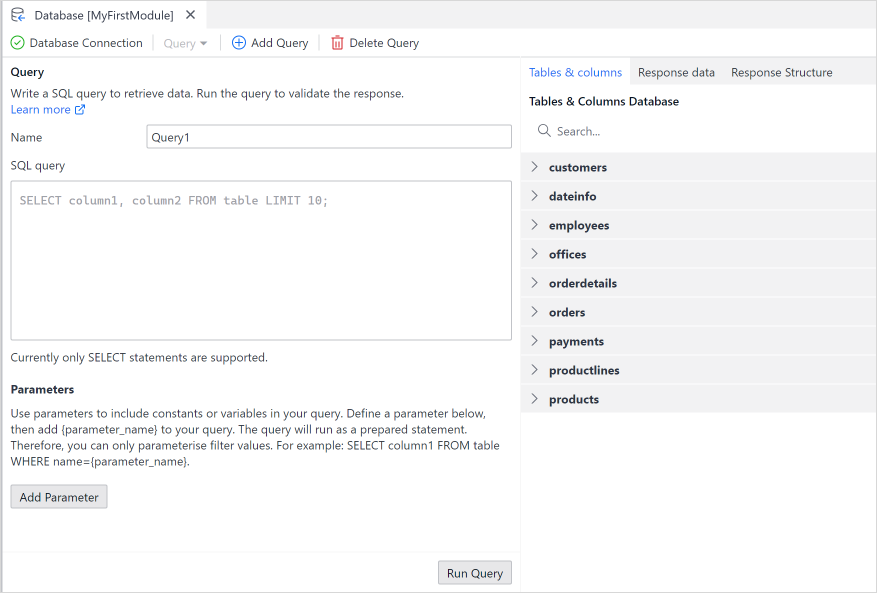 Database [MyFirstModule]
Database Connection Query Add Query Delete Query
Query
Write a SQL query to retrieve data. Run the query to validate the response.
Learn more
Name Query1
SQL query
SELECT column1, column2 FROM table LIMIT 10;
Currently only SELECT statements are supported.
Parameters
Use parameters to include constants or variables in your query. Define a parameter below,
then add {parameter_name} to your query. The query will run as a prepared statement.
Therefore, you can only parameterise filter values. For example: SELECT column1 FROM table
WHERE name={parameter_name}.
Add Parameter
Run Query
Tables & columns Response data Response Structure
Tables & Columns Database
Search...
customers
dateinfo
employees
offices
orderdetails
orders
payments
productlines
products